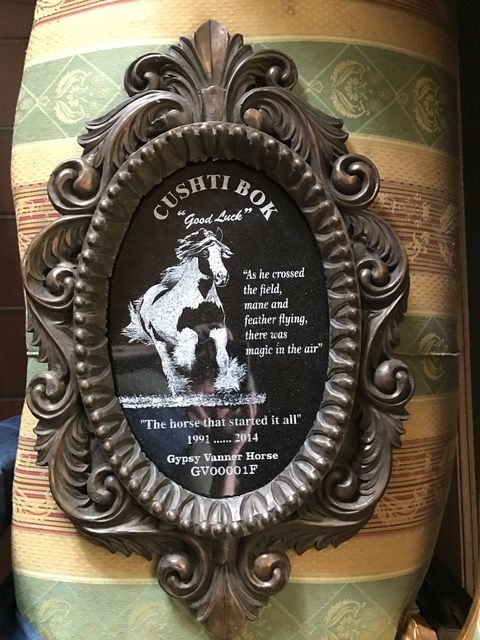 CUSHTI BOK
"Good Luck"
"As he crossed
the field,
mane and
feather flying,
there was
magic in the air"
"The horse that started it all"
1991 ...... 2014
Gypsy Vanner Horse
GV00001F